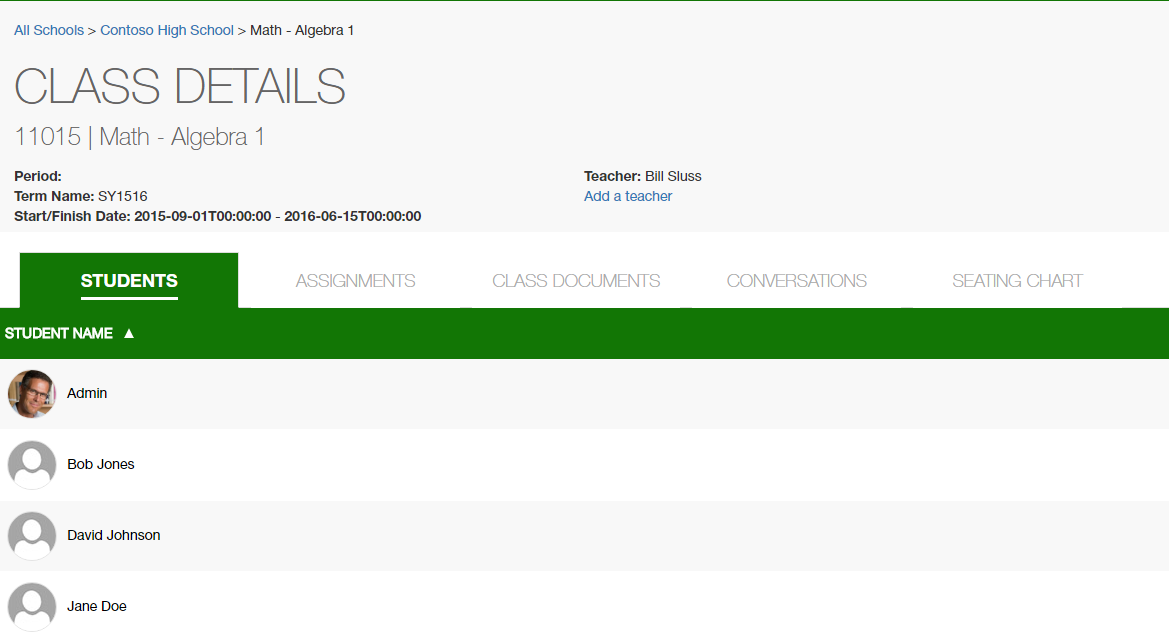 All Schools > Contoso High School > Math - Algebra 1
CLASS DETAILS
11015 | Math - Algebra 1
Period:
Term Name: SY1516
Start/Finish Date: 2015-09-01T00:00:00 - 2016-06-15T00:00:00
Teacher: Bill Sluss
Add a teacher
STUDENTS ASSIGNMENTS CLASS DOCUMENTS CONVERSATIONS SEATING CHART
STUDENT NAME ▲
Admin
Bob Jones
David Johnson
Jane Doe